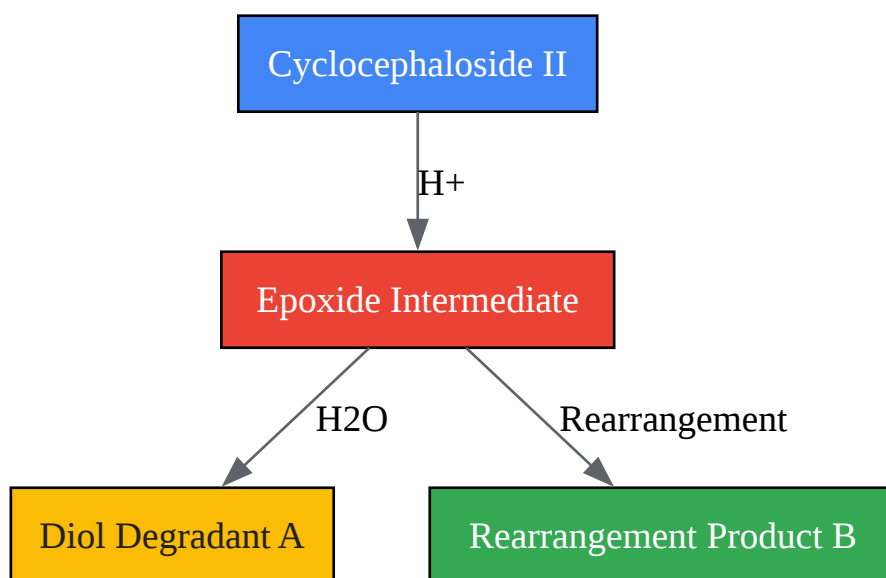 Cyclocephaloside II
H+
Epoxide Intermediate
H2O
Rearrangement
Diol Degradant A
Rearrangement Product B